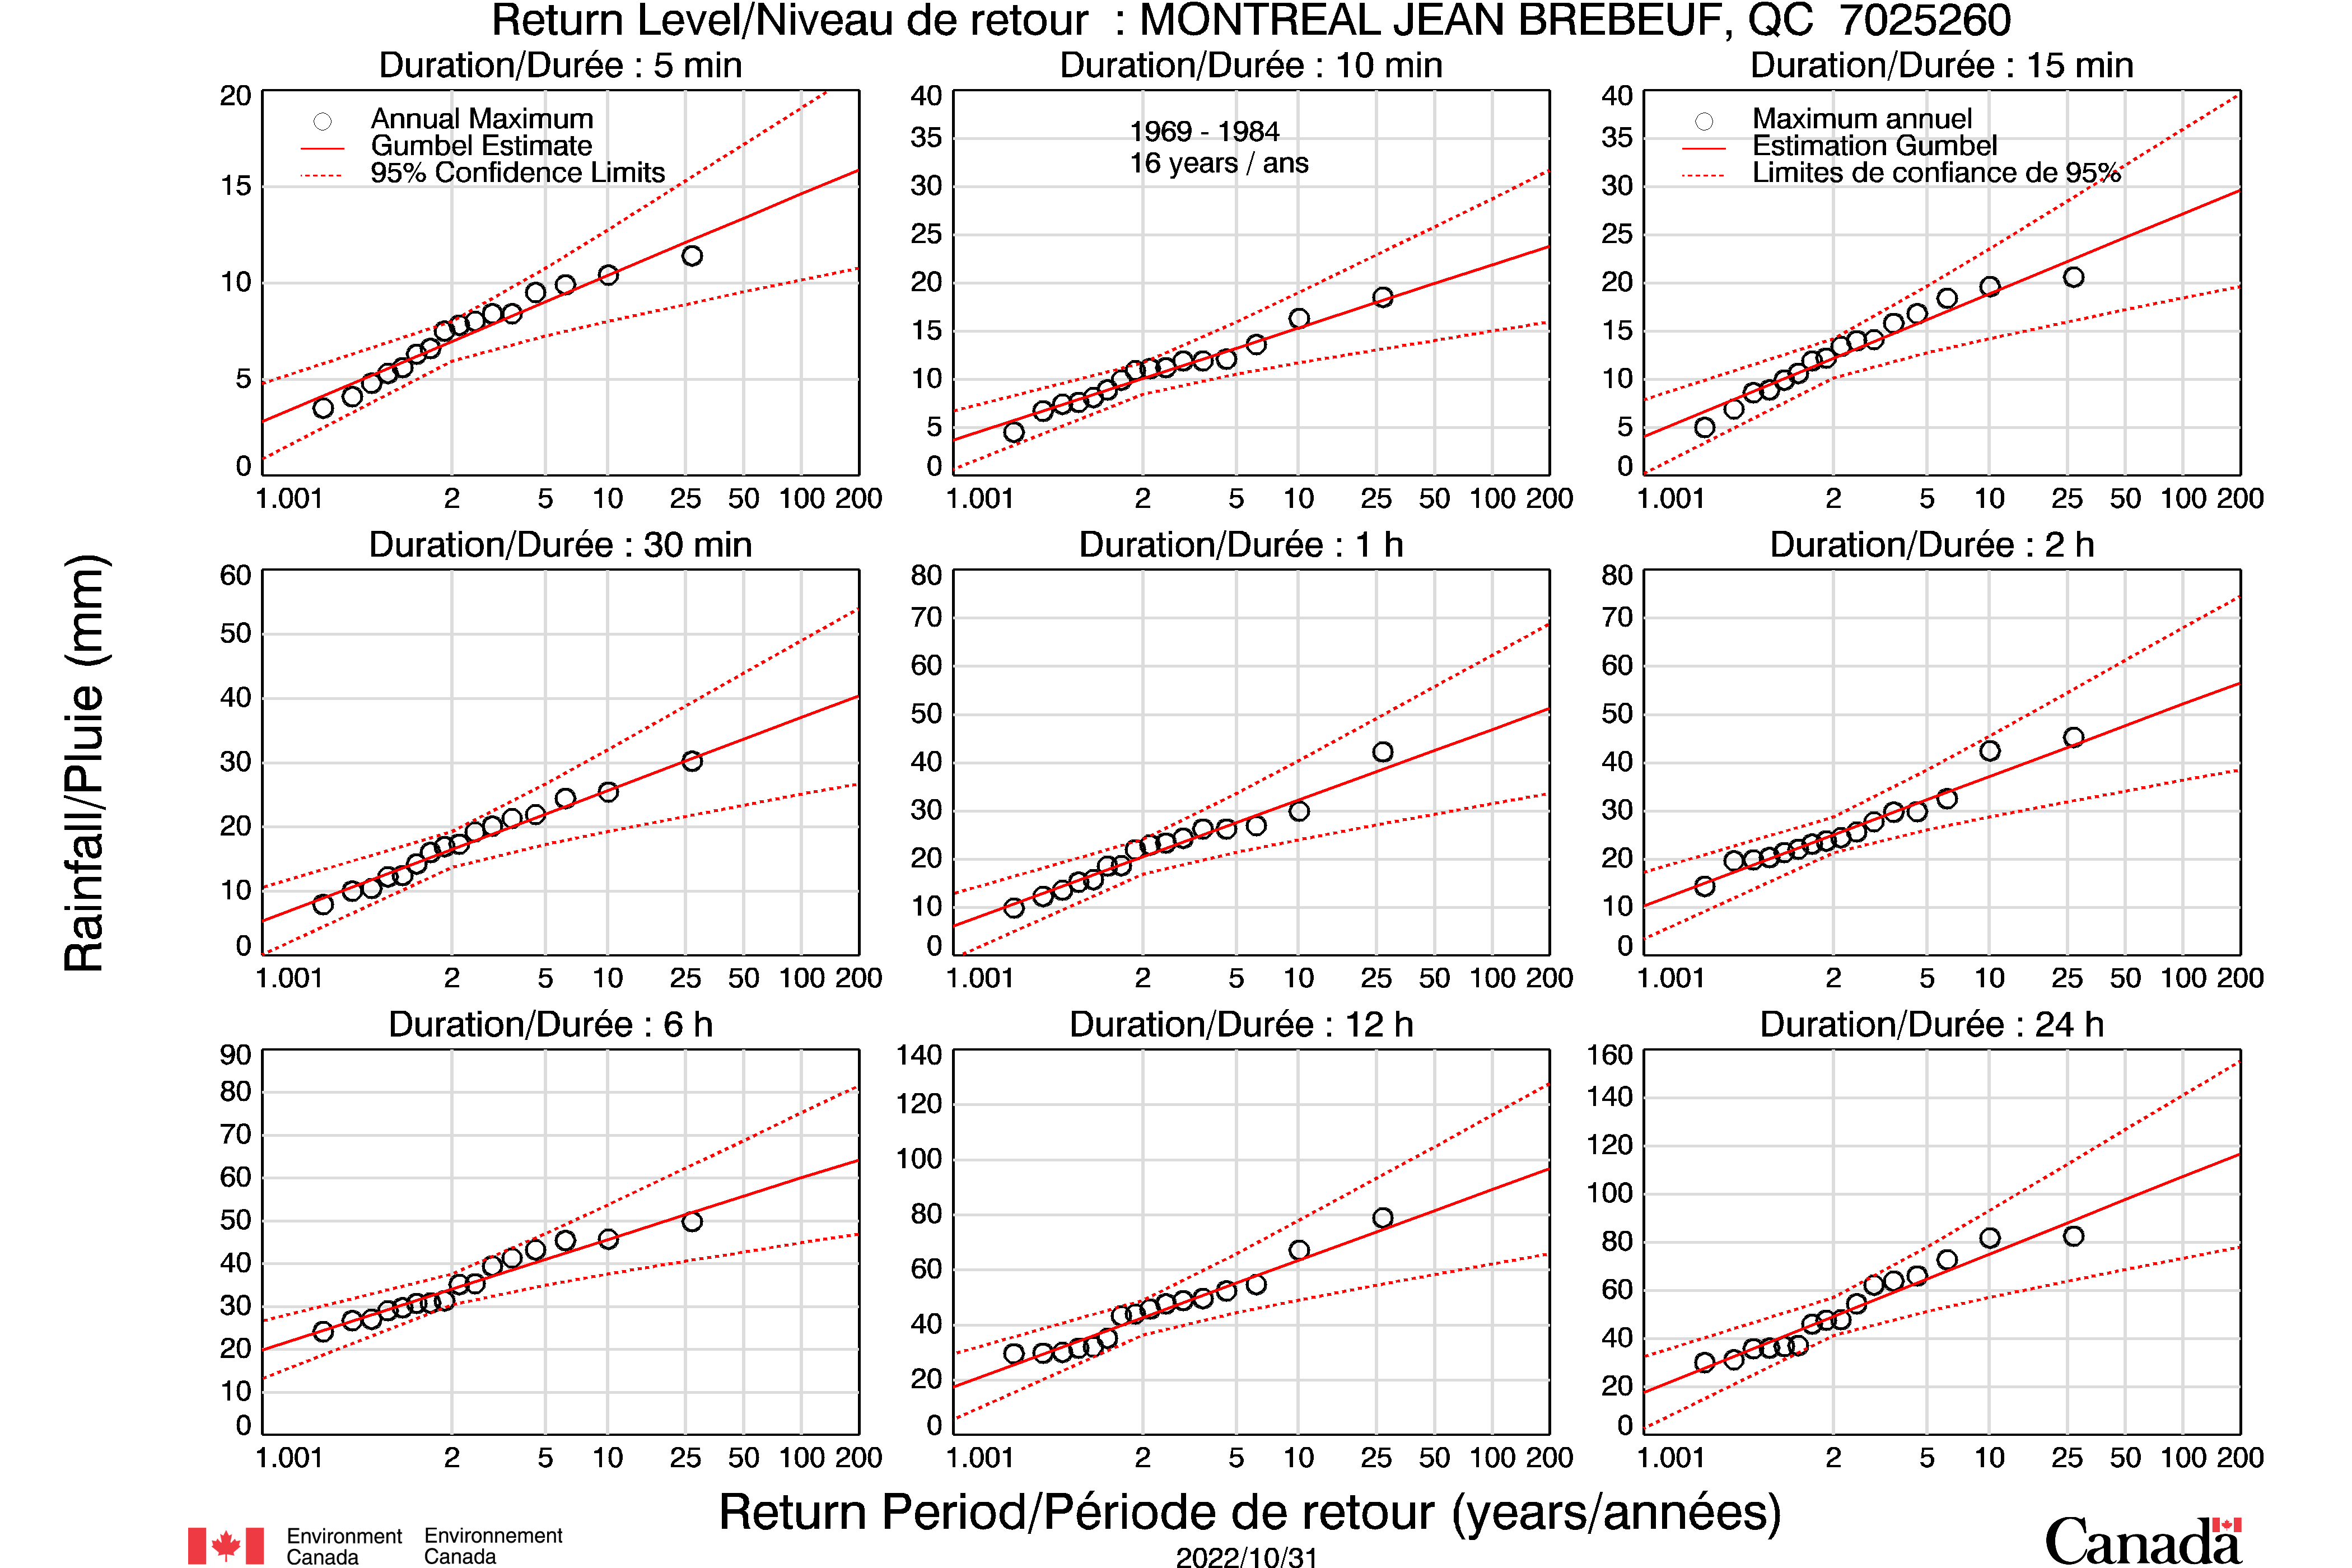 Return Level/Niveau de retour : MONTREAL JEAN BREBEUF, QC 7025260
Duration/Durée : 5 min
20
15
10
5
0
Annual Maximum
Gumbel Estimate
95% Confidence Limits
1.001 2 5 10 25 50 100 200
Duration/Durée : 10 min
40
35
30
25
20
15
10
5
0
1969 - 1984
16 years / ans
1.001 2 5 10 25 50 100 200
Duration/Durée : 15 min
40
35
30
25
20
15
10
5
0
Maximum annuel
Estimation Gumbel
Limites de confiance de 95%
1.001 2 5 10 25 50 100 200
Rainfall/Pluie (mm)
Duration/Durée : 30 min
60
50
40
30
20
10
0
1.001 2 5 10 25 50 100 200
Duration/Durée : 1 h
80
70
60
50
40
30
20
10
0
1.001 2 5 10 25 50 100 200
Duration/Durée : 2 h
80
70
60
50
40
30
20
10
0
1.001 2 5 10 25 50 100 200
Duration/Durée : 6 h
90
80
70
60
50
40
30
20
10
0
1.001 2 5 10 25 50 100 200
Duration/Durée : 12 h
140
120
100
80
60
40
20
0
1.001 2 5 10 25 50 100 200
Duration/Durée : 24 h
160
140
120
100
80
60
40
20
0
1.001 2 5 10 25 50 100 200
Return Period/Période de retour (years/années)
Environment Canada
Environnement Canada
2022/10/31
Canada